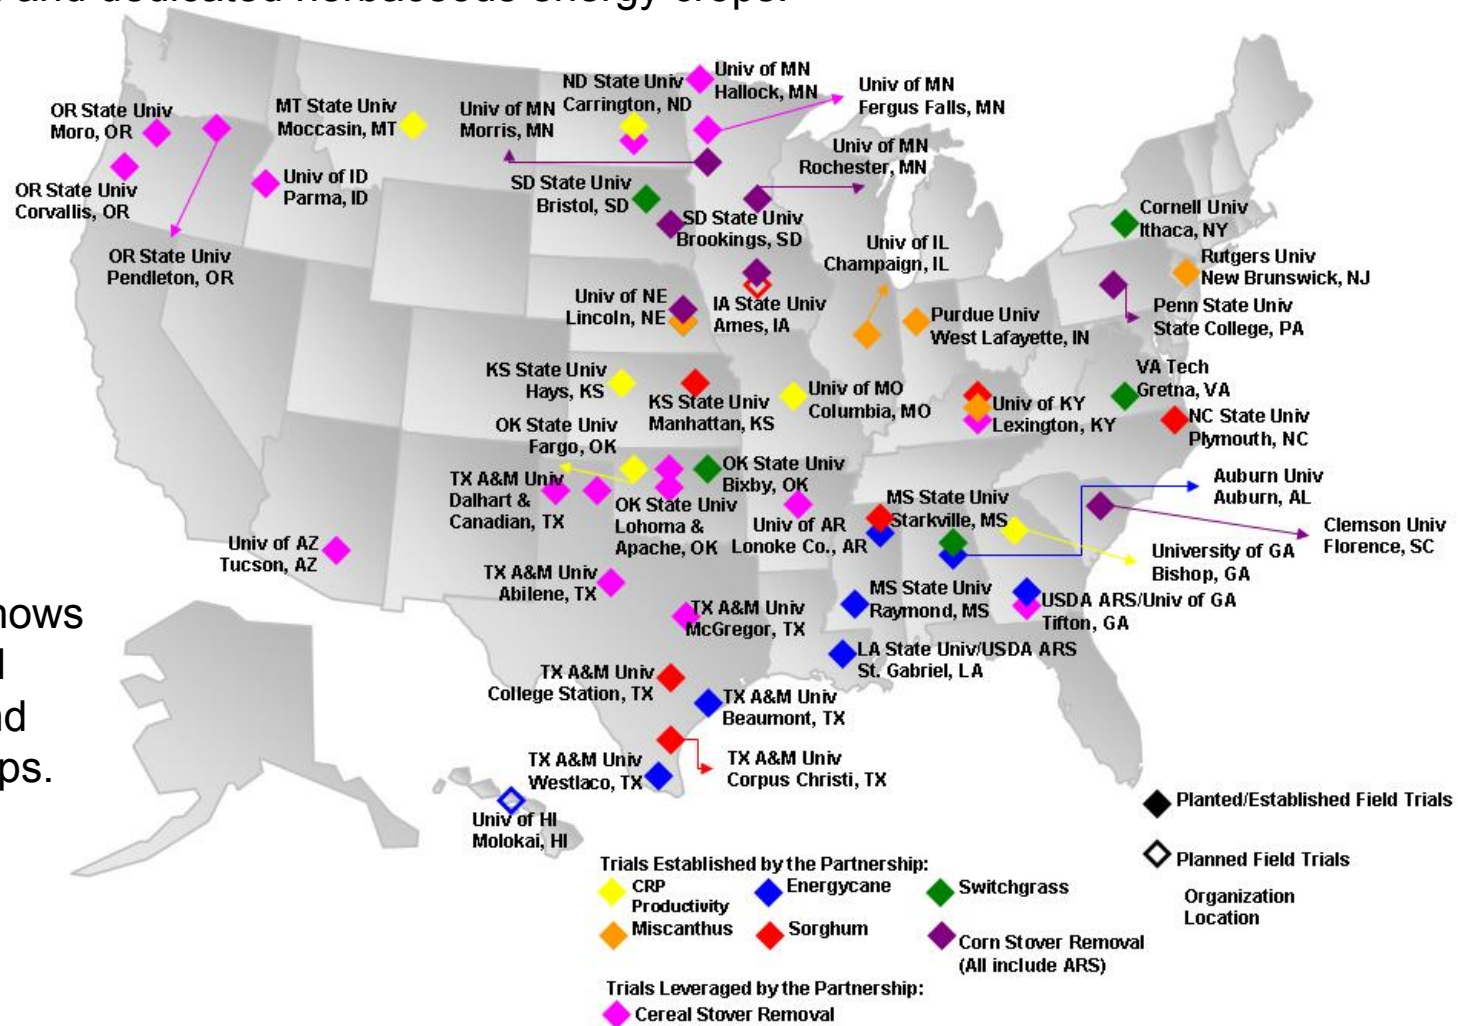 and dedicated herbaceous energy crops.
OR State Univ
Moro, OR
MT State Univ
Moccasin, MT
Univ of MN
Morris, MN
ND State Univ
Carrington, ND
Univ of MN
Hallock, MN
Univ of MN
Fergus Falls, MN
Univ of MN
Rochester, MN
OR State Univ
Corvallis, OR
Univ of ID
Parma, ID
SD State Univ
Bristol, SD
SD State Univ
Brookings, SD
Cornell Univ
Ithaca, NY
OR State Univ
Pendleton, OR
Univ of IL
Champaign, IL
Rutgers Univ
New Brunswick, NJ
Univ of NE
Lincoln, NE
IA State Univ
Ames, IA
Purdue Univ
West Lafayette, IN
Penn State Univ
State College, PA
KS State Univ
Hays, KS
KS State Univ
Manhattan, KS
Univ of MO
Columbia, MO
Univ of KY
Lexington, KY
VA Tech
Gretna, VA
NC State Univ
Plymouth, NC
OK State Univ
Fargo, OK
TX A&M Univ
Dalhart &
Canadian, TX
OK State Univ
Lohoma &
Apache, OK
OK State Univ
Bixby, OK
Univ of AR
Lonoke Co., AR
MS State Univ
Starkville, MS
Auburn Univ
Auburn, AL
Clemson Univ
Florence, SC
University of GA
Bishop, GA
Univ of AZ
Tucson, AZ
TX A&M Univ
Abilene, TX
TX A&M Univ
McGregor, TX
MS State Univ
Raymond, MS
USDA ARS/Univ of GA
Tifton, GA
LA State Univ/USDA ARS
St. Gabriel, LA
TX A&M Univ
College Station, TX
TX A&M Univ
Beaumont, TX
TX A&M Univ
Westlaco, TX
TX A&M Univ
Corpus Christi, TX
Univ of HI
Molokai, HI
ps.
Planted/Established Field Trials
Planned Field Trials
Organization
Location
Trials Established by the Partnership:
CRP
Productivity
Energycane
Switchgrass
Miscanthus
Sorghum
Corn Stover Removal
(All include ARS)
Trials Leveraged by the Partnership:
Cereal Stover Removal